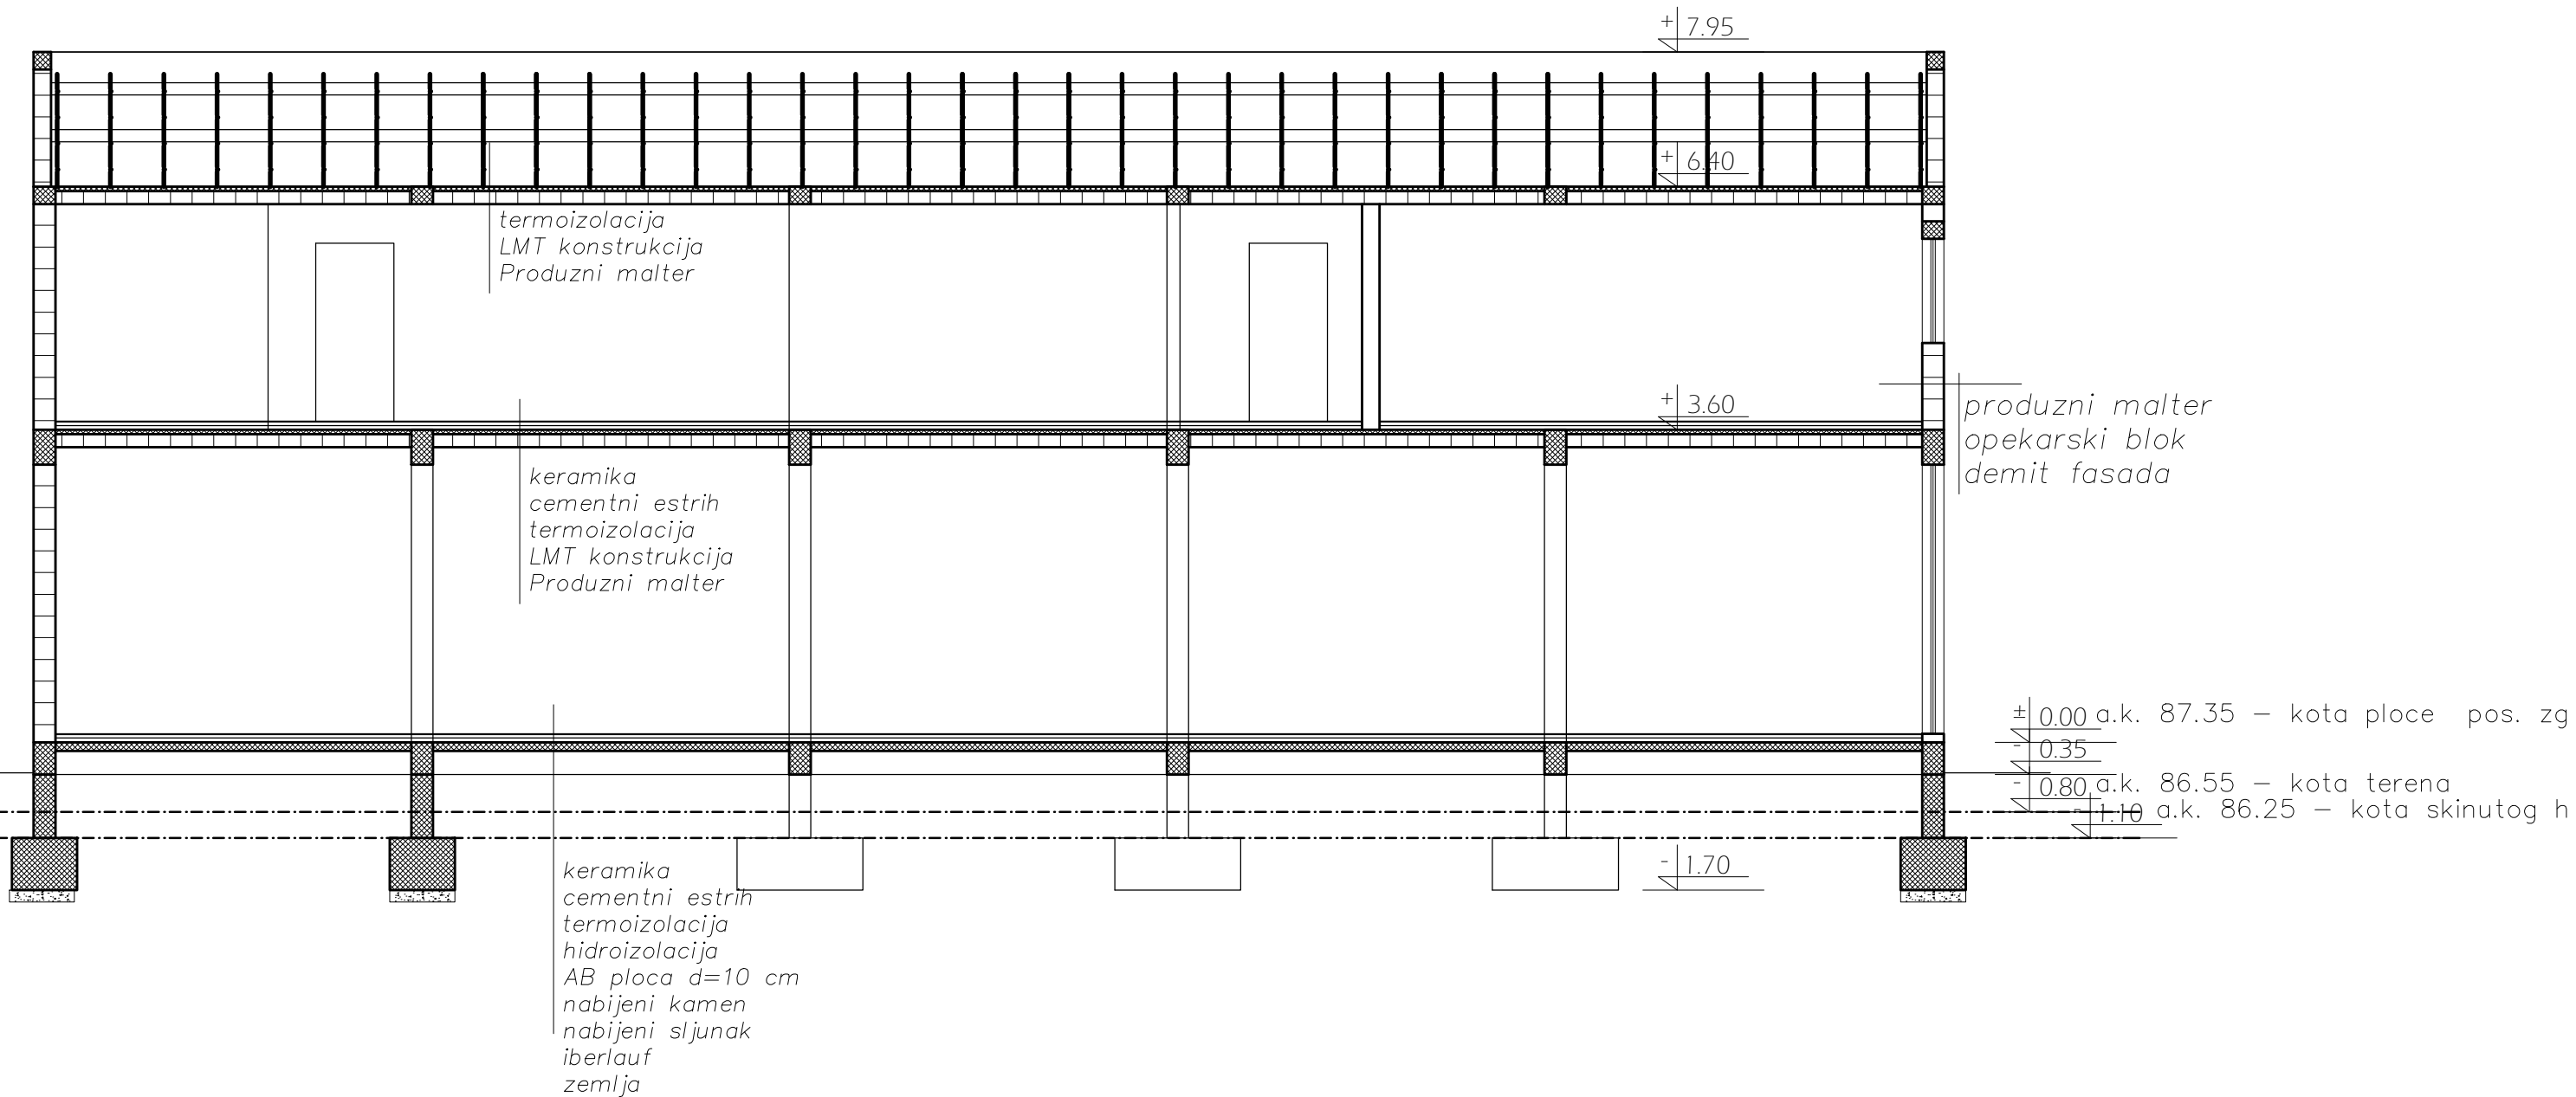 + 7.95
+ 6.40
termoizolacija
LMT konstrukcija
Produzni malter
+ 3.60
produzni malter
opekarski blok
demit fasada
keramika
cementni estrih
termoizolacija
LMT konstrukcija
Produzni malter
± 0.00 a.k. 87.35 – kota ploce pos. zg
- 0.35
- 0.80 a.k. 86.55 – kota terena
- 1.10 a.k. 86.25 – kota skinutog h
- 1.70
keramika
cementni estrih
termoizolacija
hidroizolacija
AB ploca d=10 cm
nabijeni kamen
nabijeni sljunak
iberlauf
zemlja